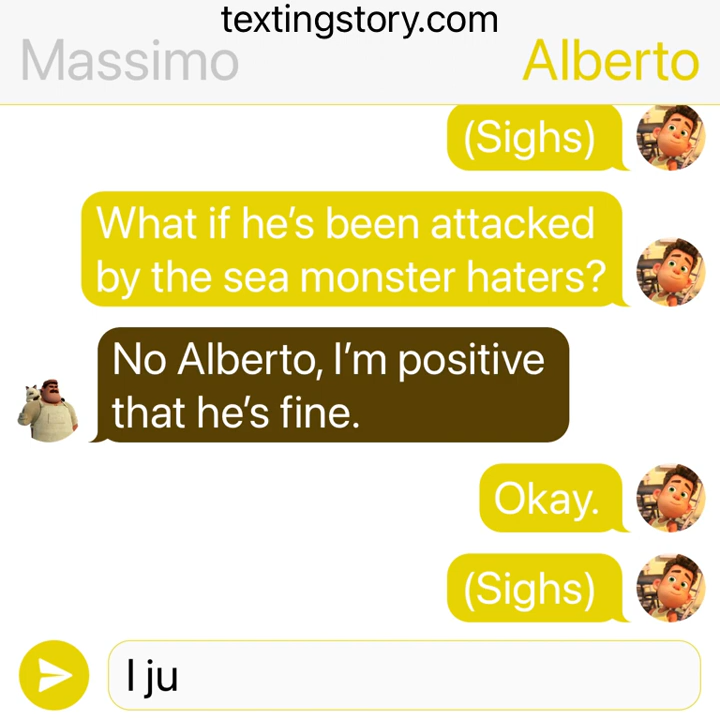 textingstory.com
Massimo
Alberto
(Sighs)
What if he’s been attacked
by the sea monster haters?
No Alberto, I’m positive
that he’s fine.
Okay.
(Sighs)
I ju